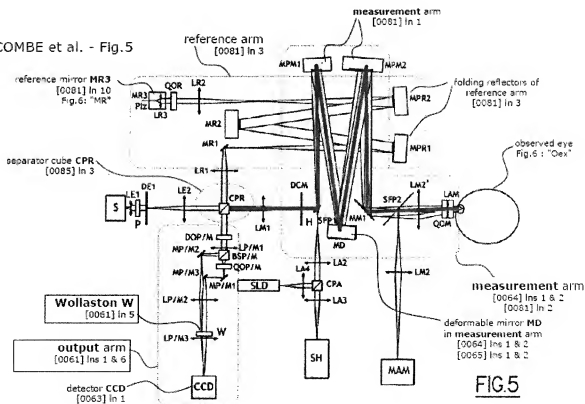 COMBE et al. - Fig.5
reference arm
[0081] ln 3
measurement arm
[0081] ln 1
MPM1
MPM2
reference mirror MR3
[0081] ln 10
Fig.6: "MR"
MR3
Piz
QOR
LR2
LR3
MR2
MPR2
MPR1
folding reflectors of
reference arm
[0081] ln 3
MR1
separator cube CPR
[0085] ln 3
LR1
observed eye
Fig.6 : "Oex"
S
LE1
P
DE1
LE2
CPR
LM1
DCM
H
SFP1
MD
MM1
SFP2
LM2'
LAM
QOM
DOP/M
LP/M1
MP/M2
BSP/M
MP/M3
QOP/M
MP/M1
LP/M2
SLD
LA4
LA2
CPA
LA3
LM2
measurement arm
[0064] lns 1 & 2
[0081] ln 2
Wollaston W
[0061] ln 5
W
LP/M3
deformable mirror MD
in measurement arm
[0064] lns 1 & 2
[0065] lns 1 & 2
output arm
[0061] lns 1 & 6
detector CCD
[0063] ln 1
CCD
SH
MAM
FIG.5